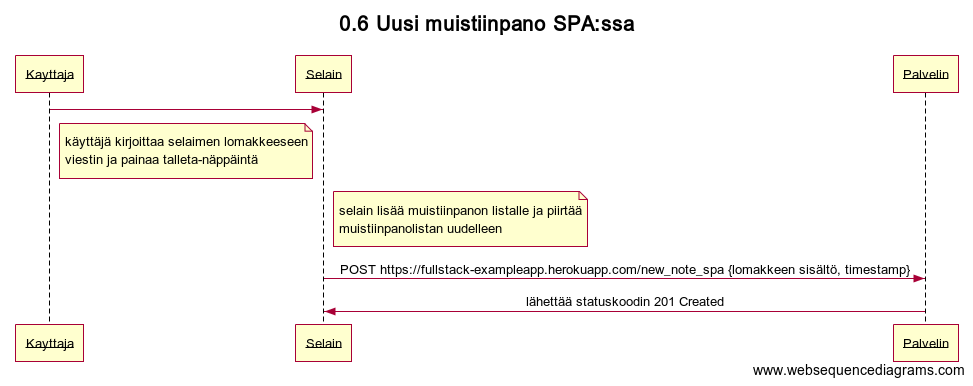 0.6 Uusi muistiinpano SPA:ssa
Kayttaja
Selain
Palvelin
käyttäjä kirjoittaa selaimen lomakkeeseen
viestin ja painaa talleta-näppäintä
selain lisää muistiinpanon listalle ja piirtää
muistiinpanolistan uudelleen
POST https://fullstack-exampleapp.herokuapp.com/new_note_spa {lomakkeen sisältö, timestamp}
lähettää statuskoodin 201 Created
Kayttaja
Selain
Palvelin
www.websequencediagrams.com